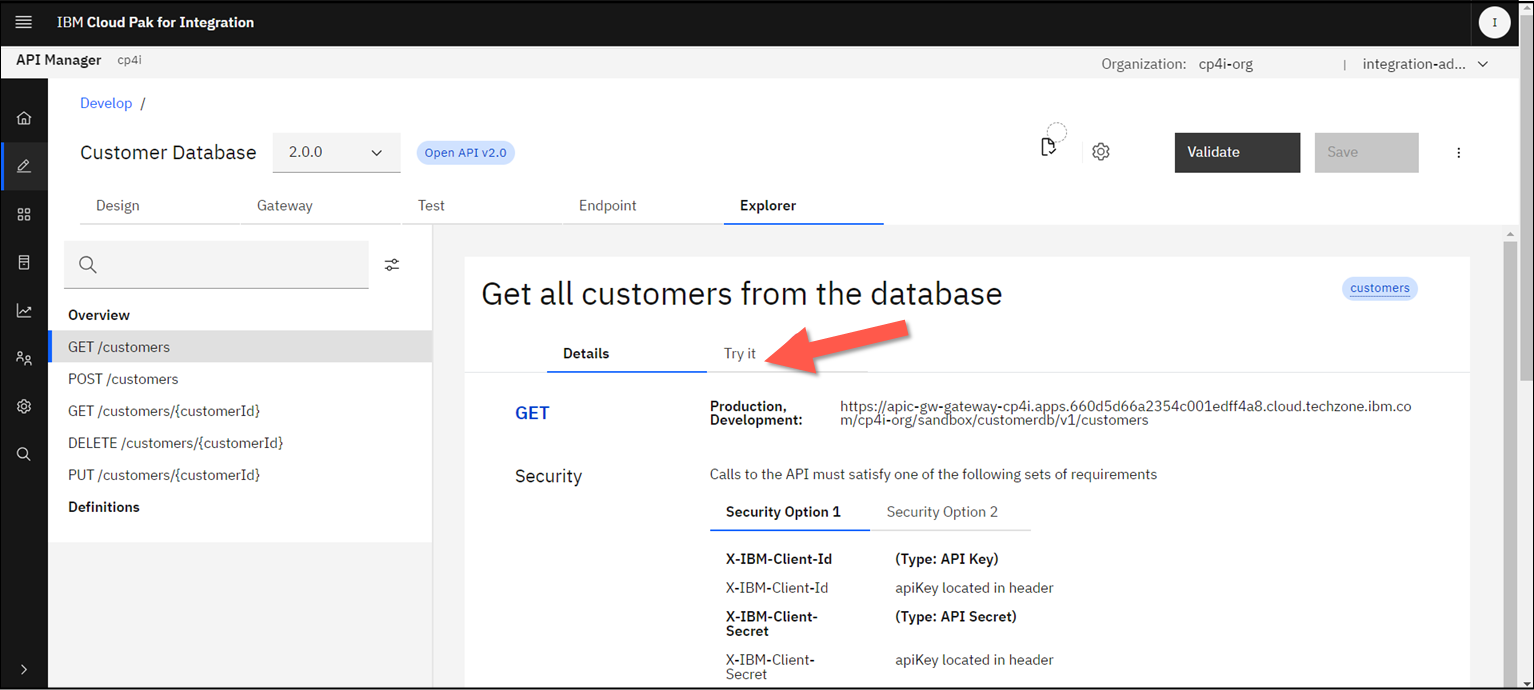 IBM Cloud Pak for Integration
I
API Manager cp4i
Organization: cp4i-org | integration-ad...
Develop /
Customer Database 2.0.0 Open API v2.0 Validate Save
Design Gateway Test Endpoint Explorer
Overview
GET /customers
POST /customers
GET /customers/{customerId}
DELETE /customers/{customerId}
PUT /customers/{customerId}
Definitions
Get all customers from the database customers
Details Try it
GET
Production, https://apic-gw-gateway-cp4i.apps.660d5d66a2354c001edff4a8.cloud.techzone.ibm.co
Development: m/cp4i-org/sandbox/customerdb/v1/customers
Security Calls to the API must satisfy one of the following sets of requirements
Security Option 1 Security Option 2
X-IBM-Client-Id (Type: API Key)
X-IBM-Client-Id apiKey located in header
X-IBM-Client- (Type: API Secret)
Secret
X-IBM-Client- apiKey located in header
Secret